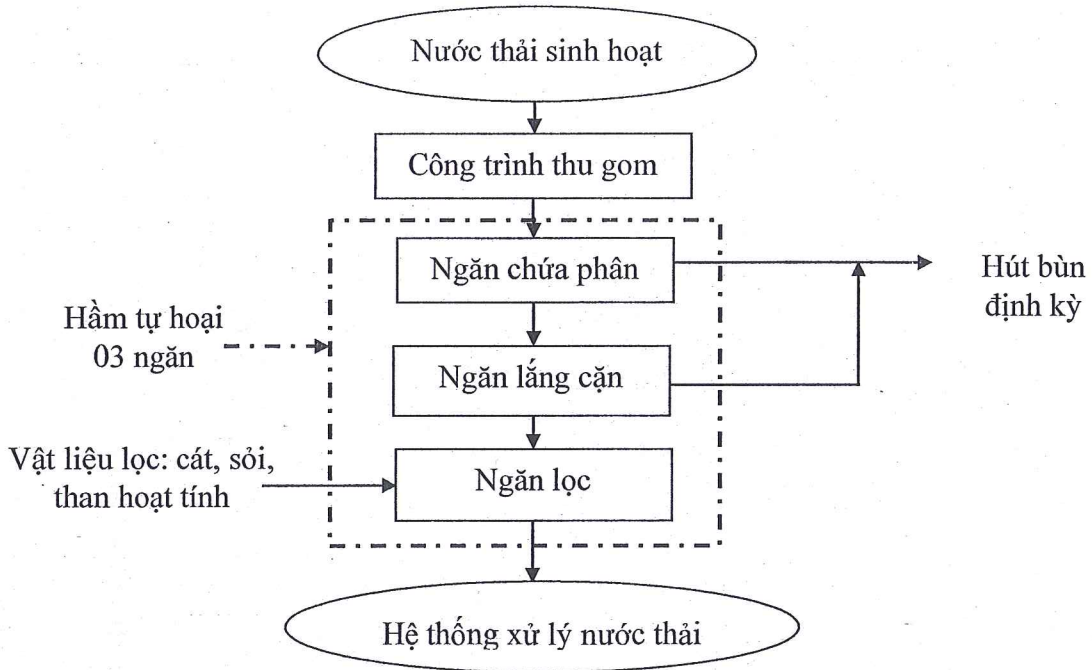 Nước thải sinh hoạt
Công trình thu gom
Ngăn chứa phân
Hút bùn
định kỳ
Hầm tự hoại
03 ngăn
Ngăn lắng cặn
Vật liệu lọc: cát, sỏi,
than hoạt tính
Ngăn lọc
Hệ thống xử lý nước thải